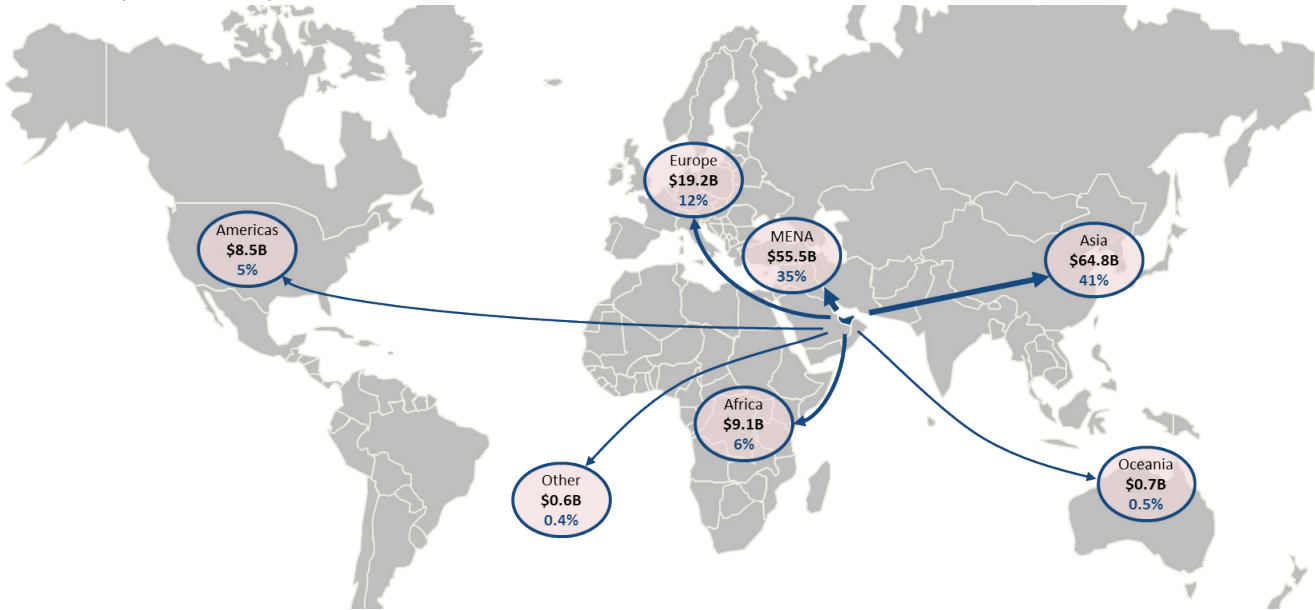 Europe
$19.2B
12%
Americas
$8.5B
5%
MENA
$55.5B
35%
Asia
$64.8B
41%
Africa
$9.1B
6%
Other
$0.6B
0.4%
Oceania
$0.7B
0.5%